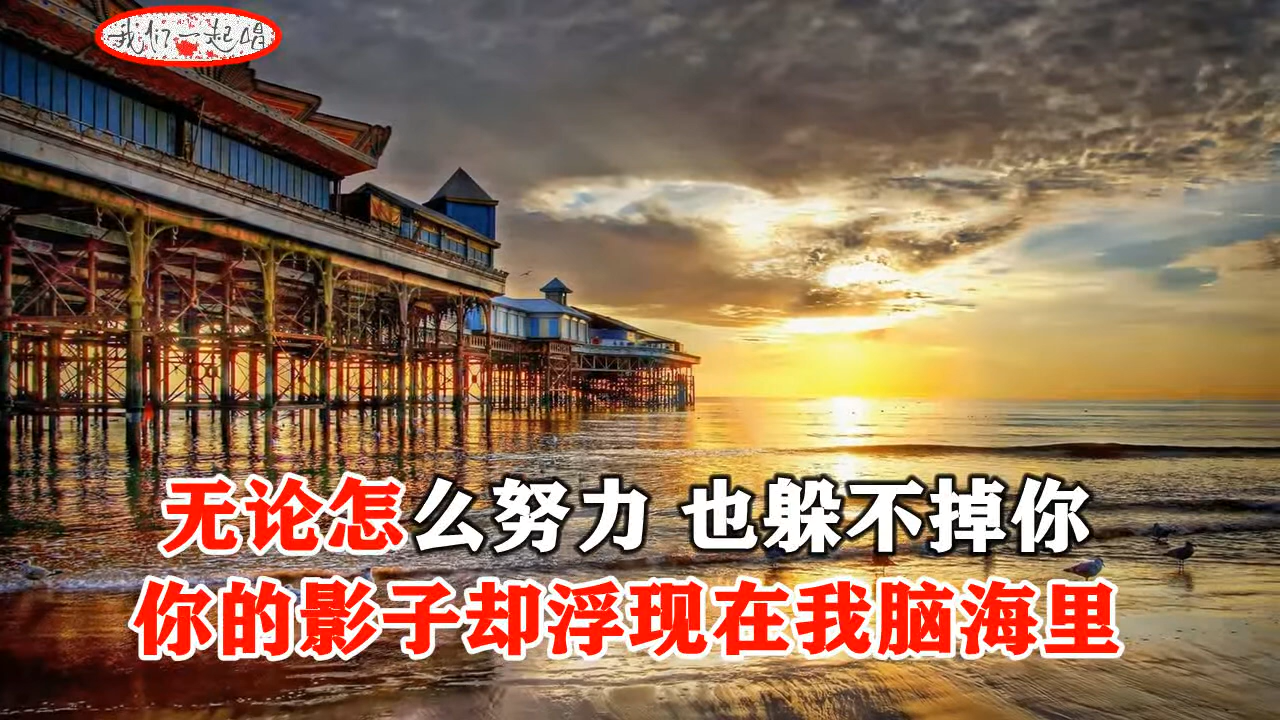 我们一起唱
无论怎么努力 也躲不掉你
你的影子却浮现在我脑海里